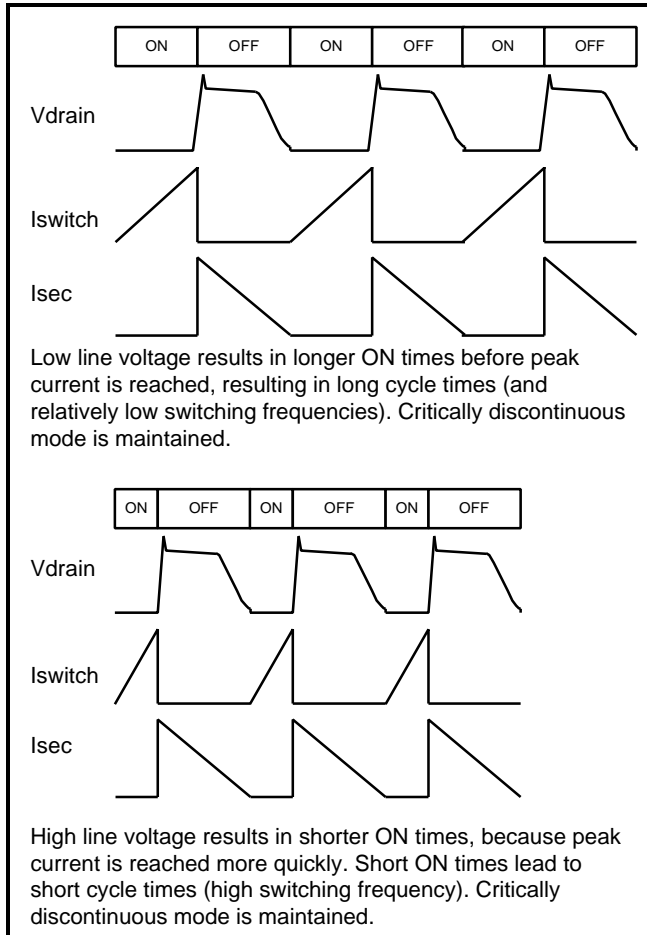 ON OFF ON OFF ON OFF
Vdrain
Iswitch
Isec
Low line voltage results in longer ON times before peak
current is reached, resulting in long cycle times (and
relatively low switching frequencies). Critically discontinuous
mode is maintained.
ON OFF ON OFF ON OFF
Vdrain
Iswitch
Isec
High line voltage results in shorter ON times, because peak
current is reached more quickly. Short ON times lead to
short cycle times (high switching frequency). Critically
discontinuous mode is maintained.